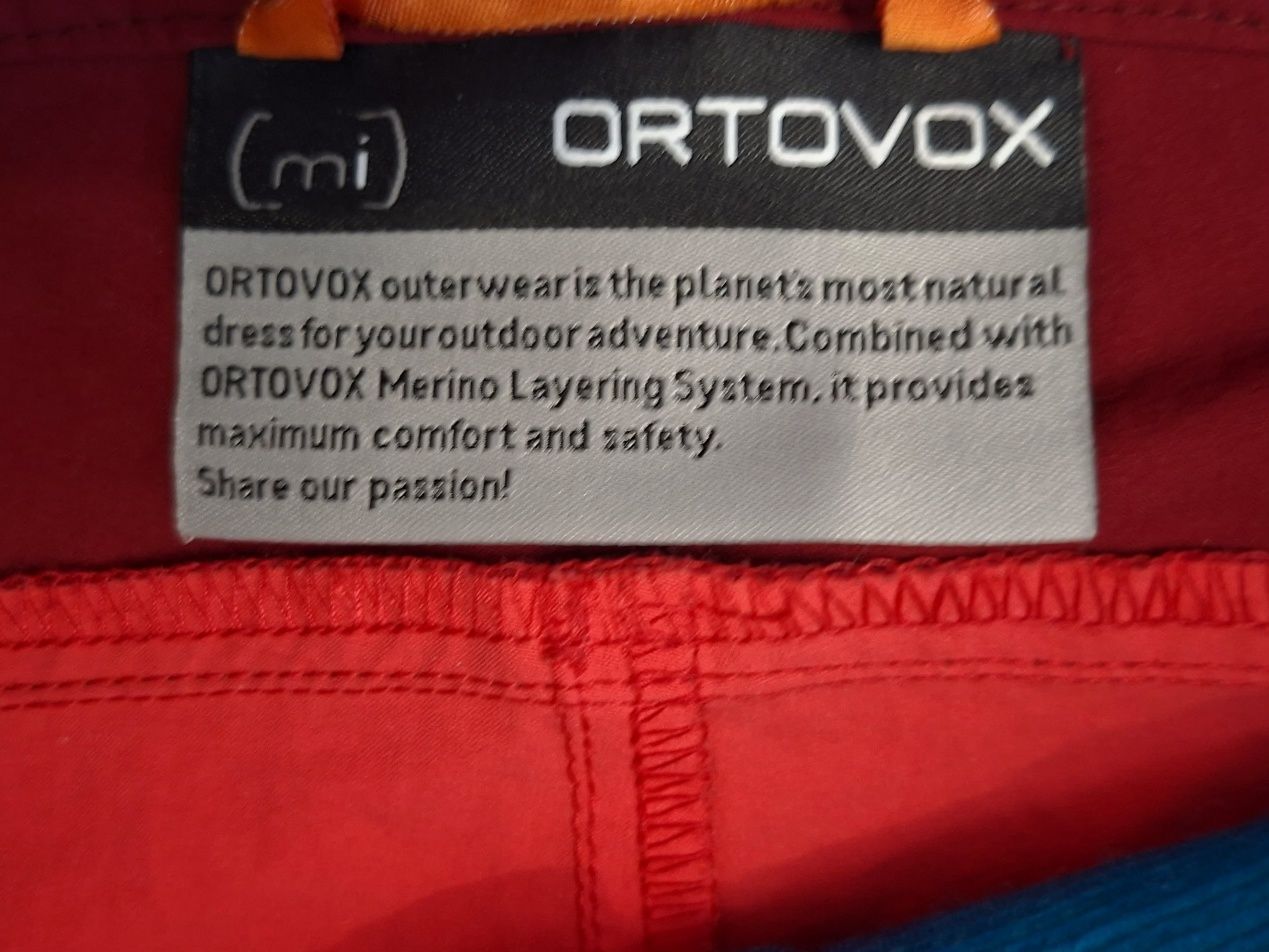 (mi) ORTOVOX
ORTOVOX outerwear is the planet's most natural
dress for your outdoor adventure. Combined with
ORTOVOX Merino Layering System, it provides
maximum comfort and safety.
Share our passion!